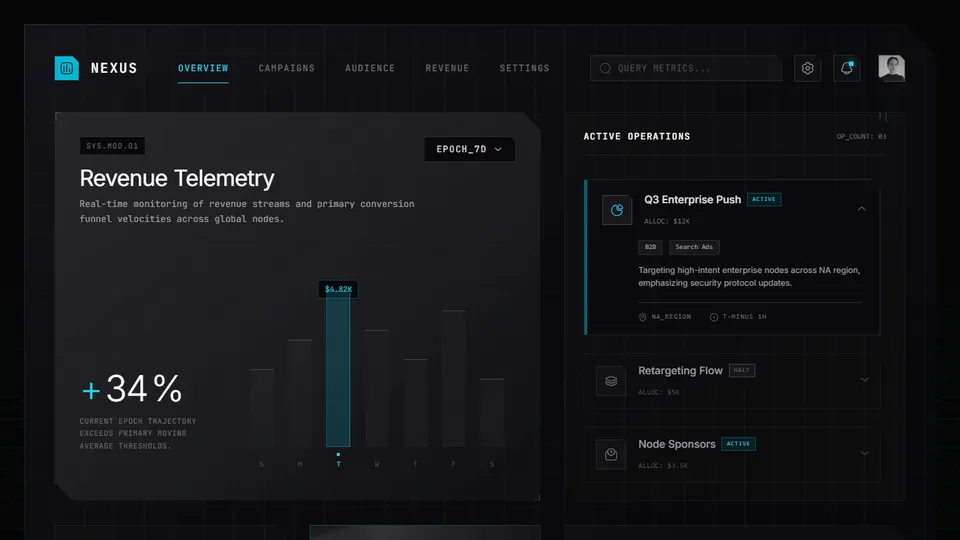 NEXUS
OVERVIEW
CAMPAIGNS
AUDIENCE
REVENUE
SETTINGS
QUERY METRICS...
SYS.MOD.01
EPOCH_7D
Revenue Telemetry
Real-time monitoring of revenue streams and primary conversion
funnel velocities across global nodes.
$4.82K
+34%
CURRENT EPOCH TRAJECTORY
EXCEEDS PRIMARY MOVING
AVERAGE THRESHOLDS.
S M T W T F S
ACTIVE OPERATIONS
OP_COUNT: 03
Q3 Enterprise Push
ACTIVE
ALLOC: $12K
B2B
Search Ads
Targeting high-intent enterprise nodes across NA region,
emphasizing security protocol updates.
NA_REGION
T-MINUS 1H
Retargeting Flow
HALT
ALLOC: $5K
Node Sponsors
ACTIVE
ALLOC: $3.5K